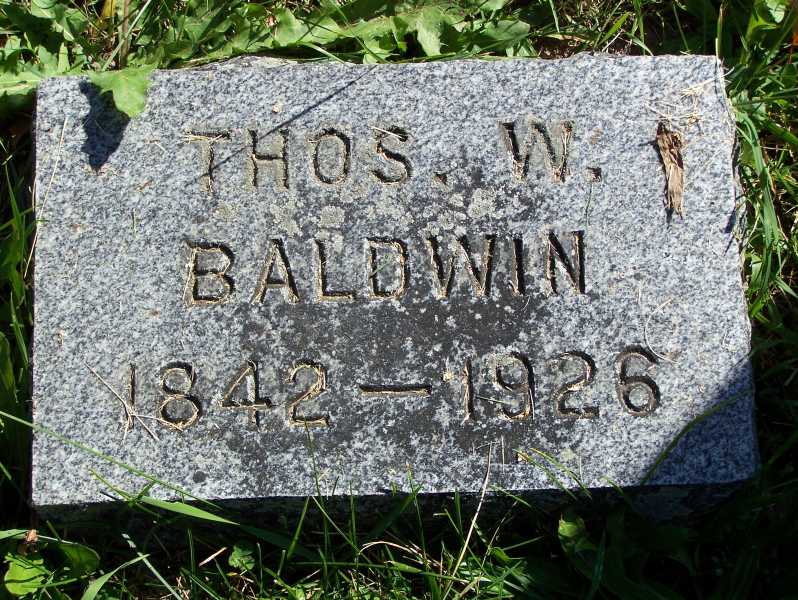 THOS. W.
BALDWIN
1842 — 1926